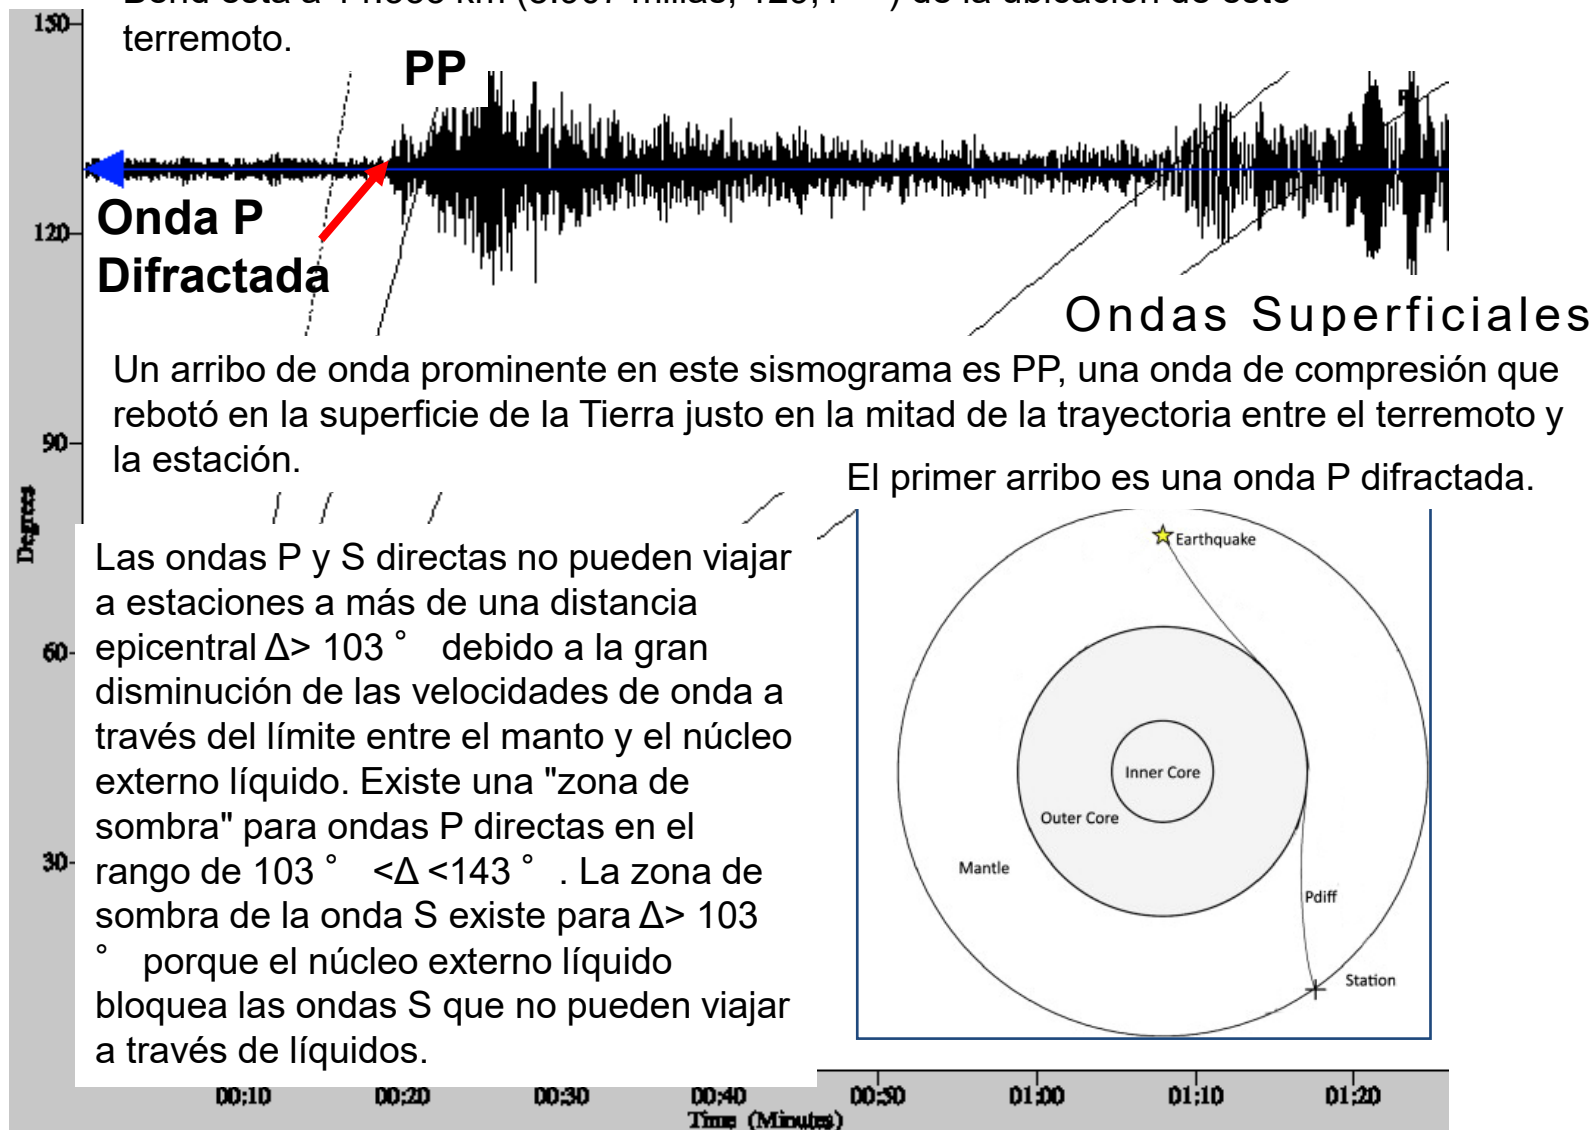 terremoto.
PP
Onda P
Difractada
Ondas Superficiales
Un arribo de onda prominente en este sismograma es PP, una onda de compresión que
rebotó en la superficie de la Tierra justo en la mitad de la trayectoria entre el terremoto y
la estación.
El primer arribo es una onda P difractada.
Las ondas P y S directas no pueden viajar
a estaciones a más de una distancia
epicentral Δ> 103 ° debido a la gran
disminución de las velocidades de onda a
través del límite entre el manto y el núcleo
externo líquido. Existe una "zona de
sombra" para ondas P directas en el
rango de 103 ° <Δ <143 ° . La zona de
sombra de la onda S existe para Δ> 103
° porque el núcleo externo líquido
bloquea las ondas S que no pueden viajar
a través de líquidos.
Earthquake
Inner Core
Outer Core
Mantle
Pdiff
Station
150
120
90
60
30
Degrees
00:10
00:20
00:30
00:40
00:50
01:00
01:10
01:20
Time (Minutes)